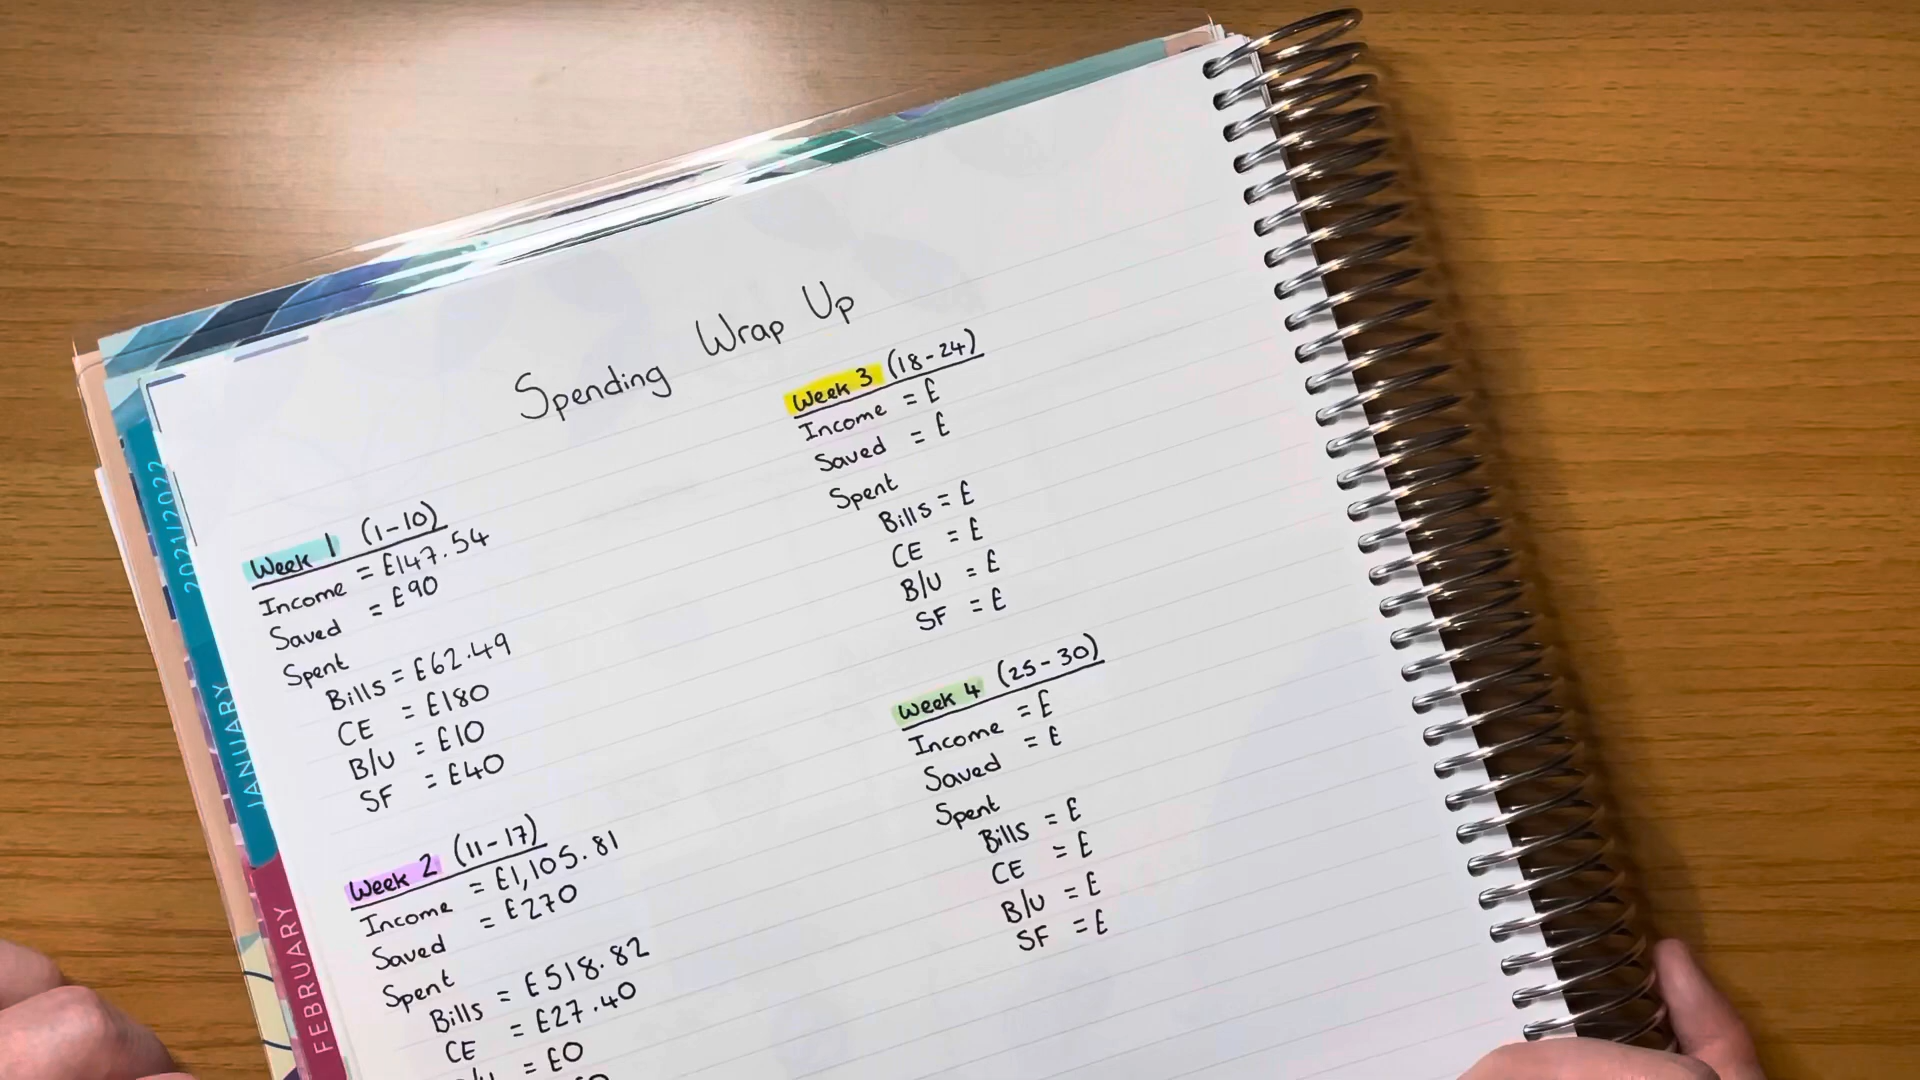 Spending Wrap Up
Week 1 (1-10)
Income = £147.54
Saved = £90
Spent
Bills = £62.49
CE = £180
B/U = £10
SF = £40
Week 2 (11-17)
Income = £1,105.81
Saved = £270
Spent
Bills = £518.82
CE = £27.40
= £0
Week 3 (18-24)
Income = £
Saved = £
Spent
Bills = £
CE = £
B/U = £
SF = £
Week 4 (25-30)
Income = £
Saved = £
Spent
Bills = £
CE = £
B/U = £
SF = £
2021/2022
JANUARY
FEBRUARY